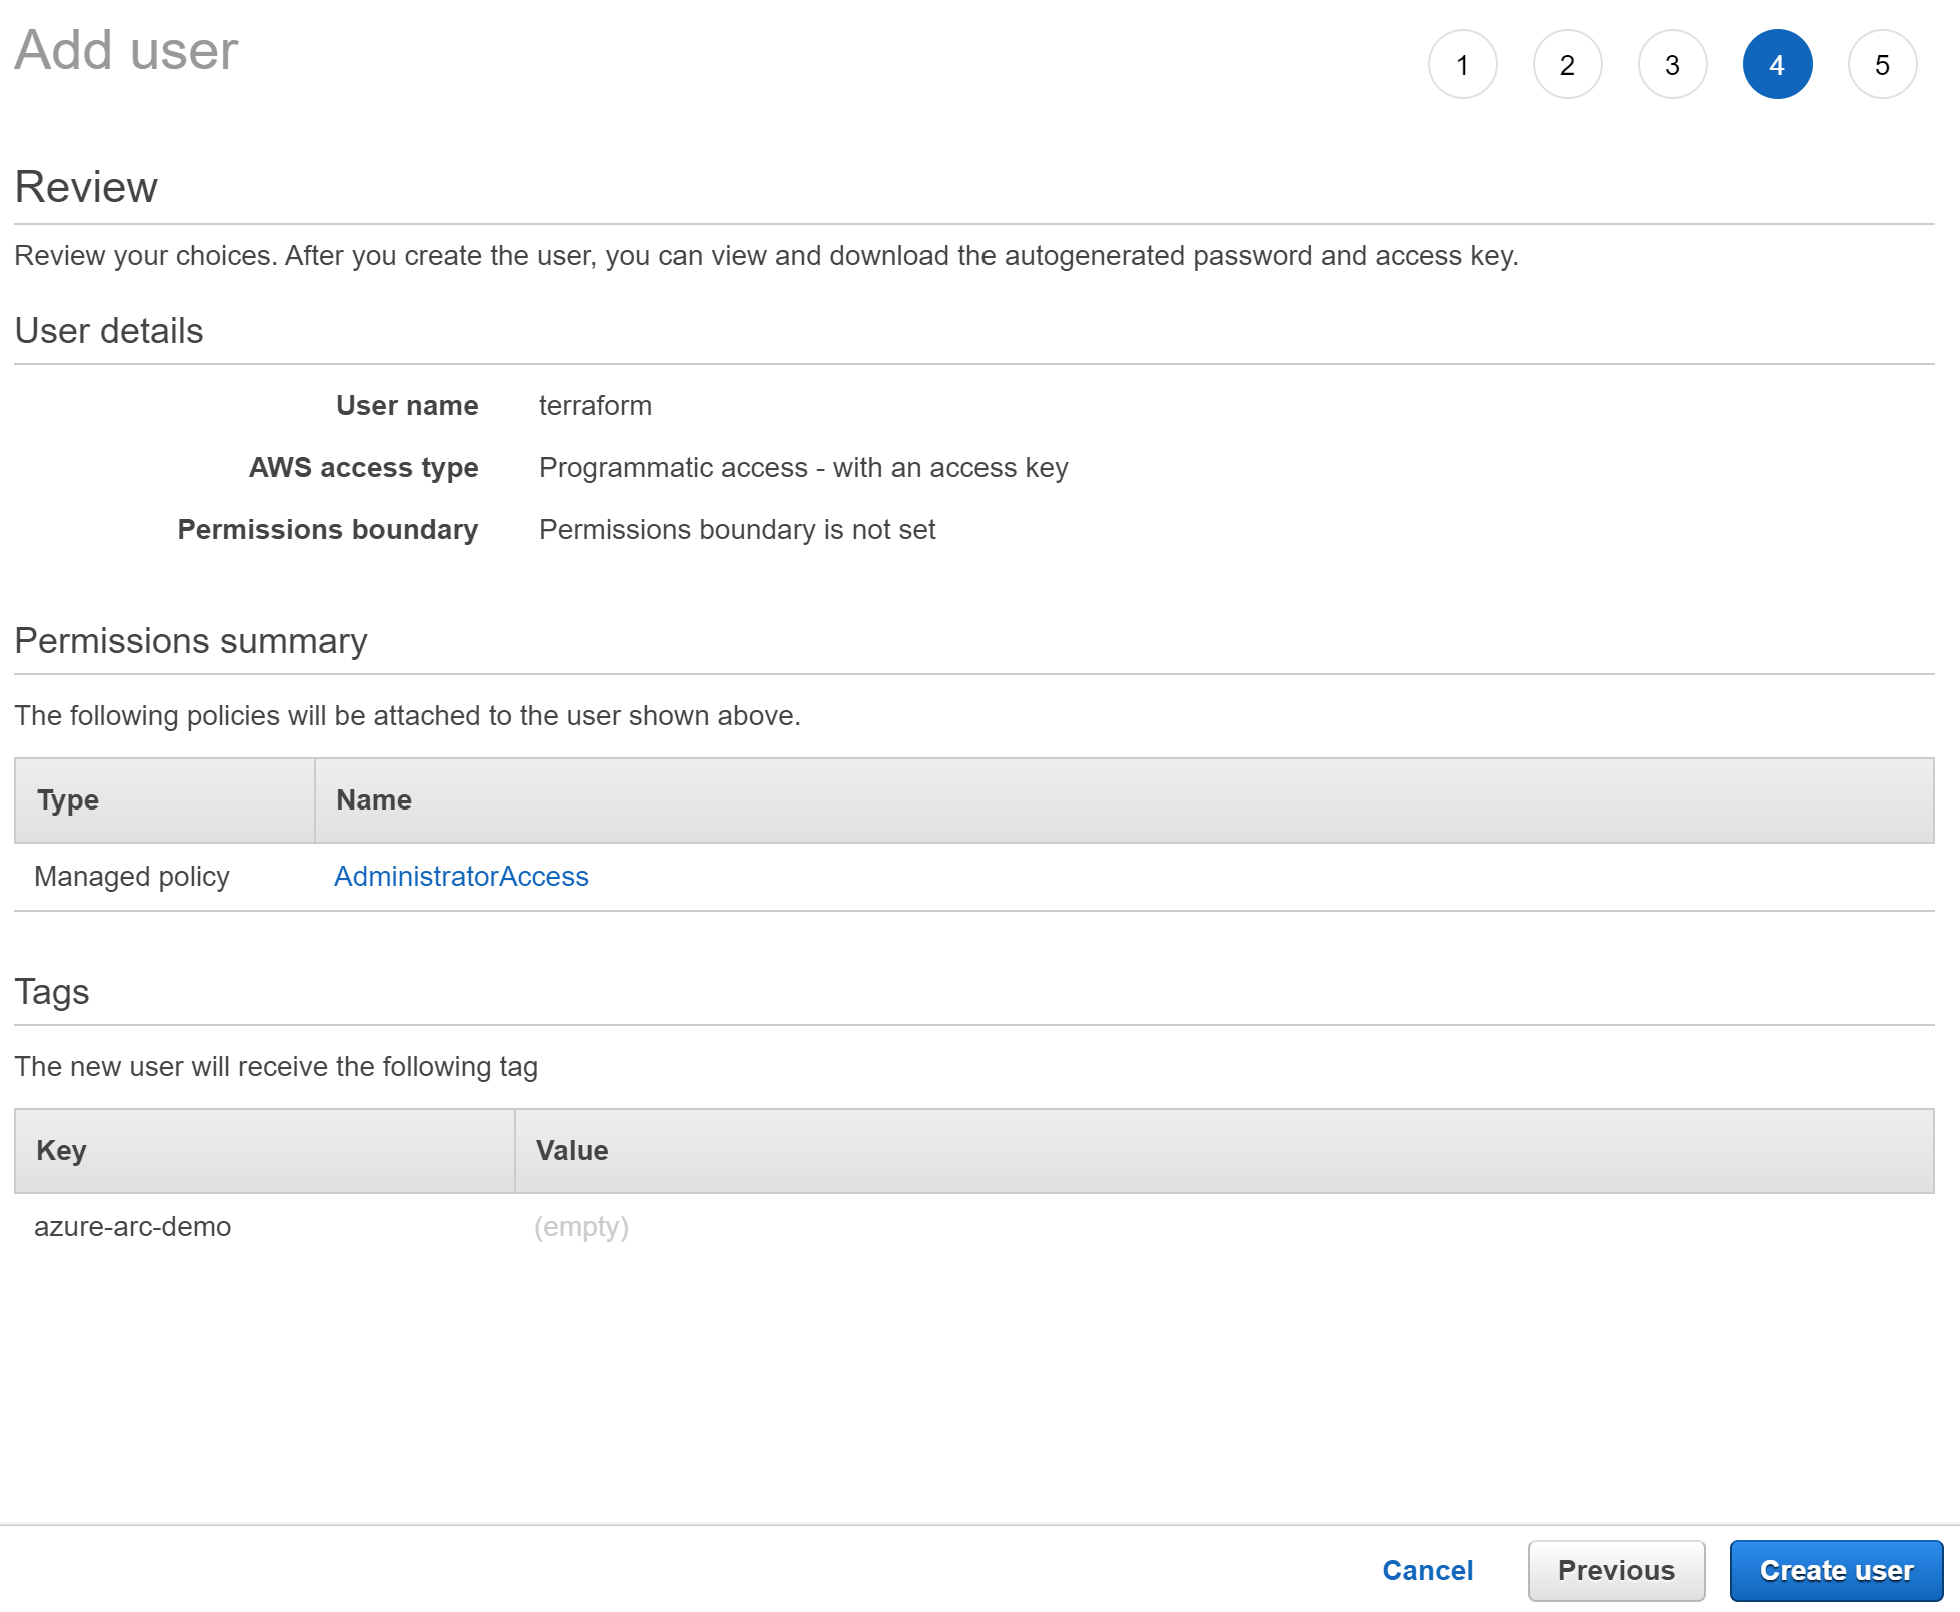 Add user
1 2 3 4 5
Review
Review your choices. After you create the user, you can view and download the autogenerated password and access key.
User details
User name terraform
AWS access type Programmatic access - with an access key
Permissions boundary Permissions boundary is not set
Permissions summary
The following policies will be attached to the user shown above.
Type Name
Managed policy AdministratorAccess
Tags
The new user will receive the following tag
Key Value
azure-arc-demo (empty)
Cancel Previous Create user